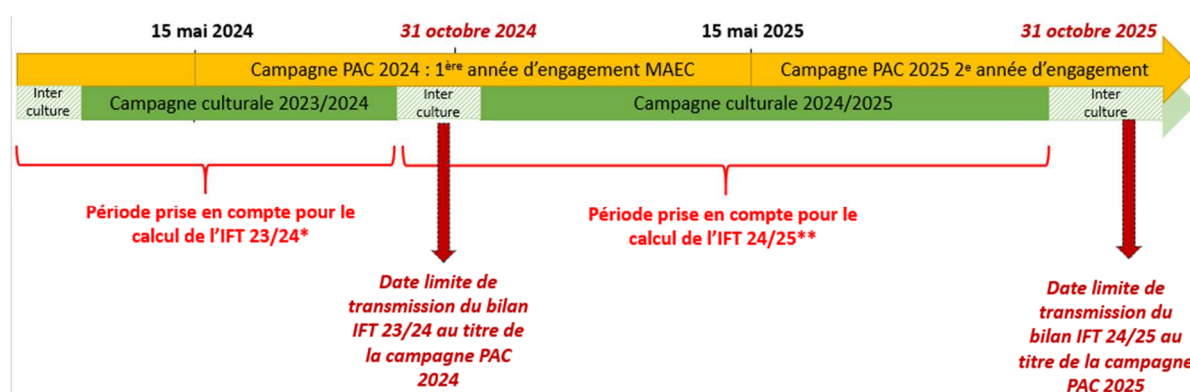 15 mai 2024
31 octobre 2024
15 mai 2025
31 octobre 2025
Campagne PAC 2024 : 1ère année d'engagement MAEC
Campagne PAC 2025 2e année d'engagement
Inter
culture
Campagne culturale 2023/2024
Inter
culture
Campagne culturale 2024/2025
Inter
culture
Période prise en compte pour le
calcul de l'IFT 23/24*
Période prise en compte pour le
calcul de l'IFT 24/25**
Date limite de
transmission du bilan
IFT 23/24 au titre de
la campagne PAC
2024
Date limite de
transmission du
bilan IFT 24/25 au
titre de la campagne
PAC 2025